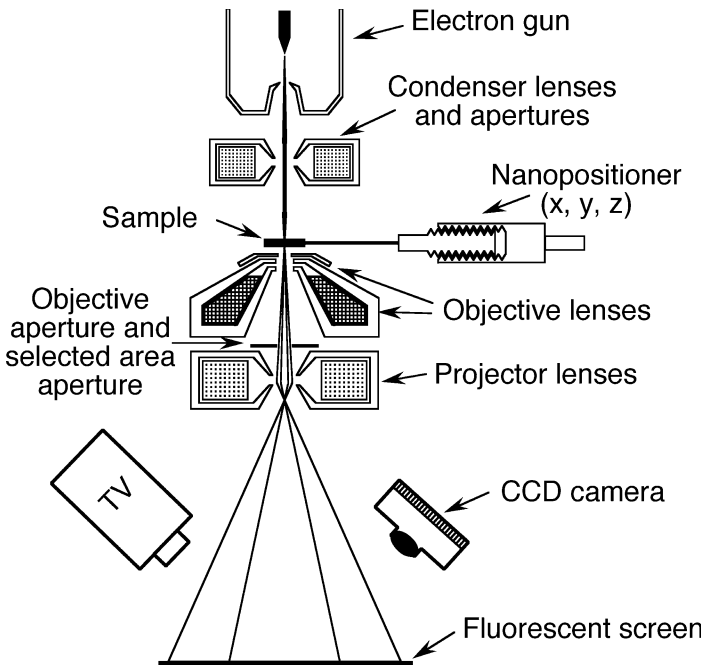 Electron gun
Condenser lenses
and apertures
Nanopositioner
(x, y, z)
Sample
Objective
aperture and
selected area
aperture
Objective lenses
Projector lenses
TV
CCD camera
Fluorescent screen